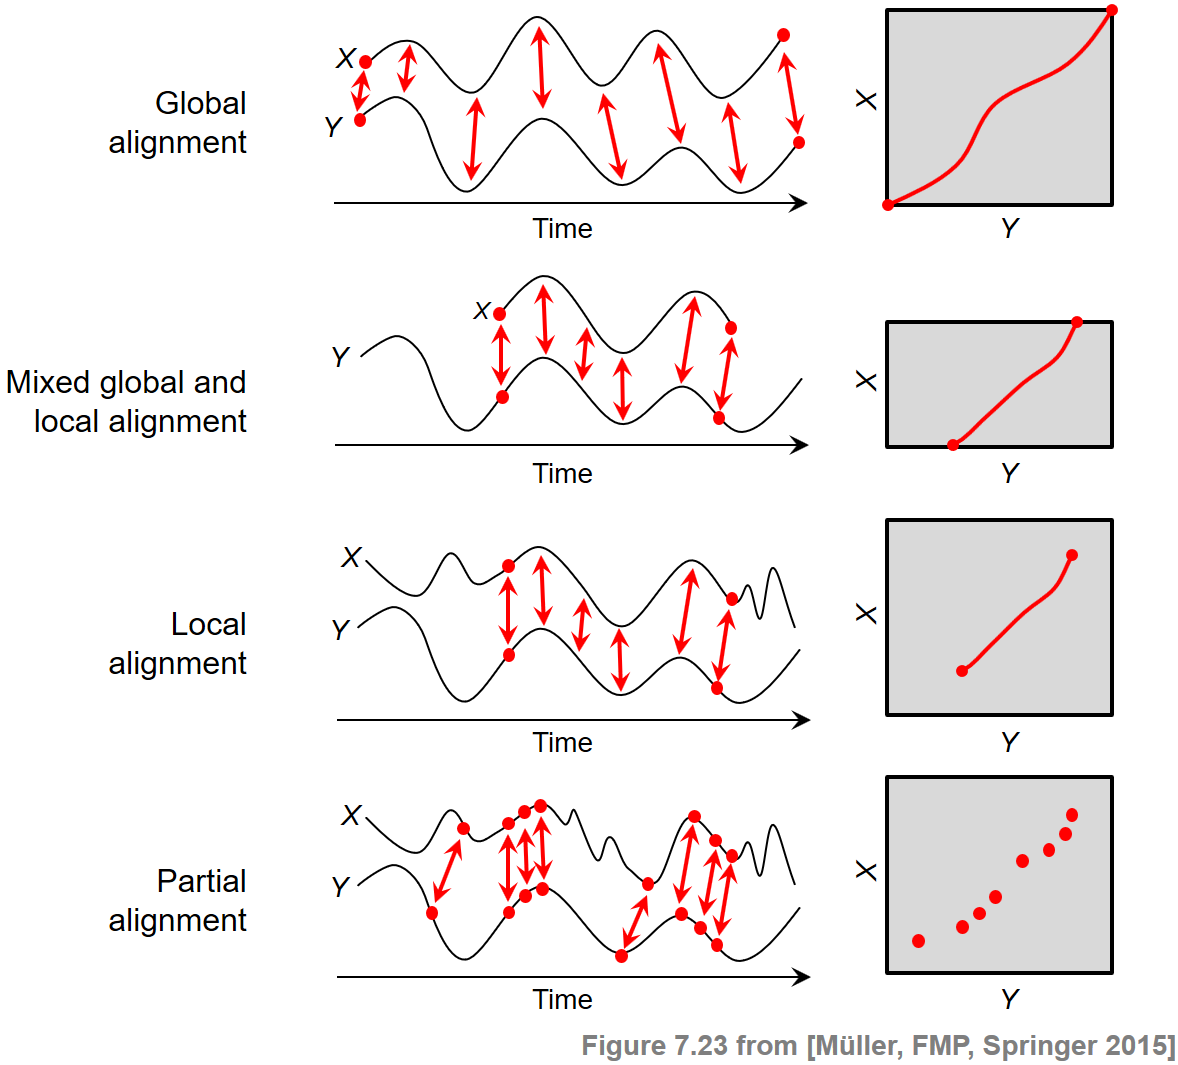 X
Y
Global
alignment
Time
X
Y
X
Y
Mixed global and
local alignment
Time
X
Y
X
Y
Local
alignment
Time
X
Y
X
Y
Partial
alignment
Time
X
Y
Figure 7.23 from [Müller, FMP, Springer 2015]